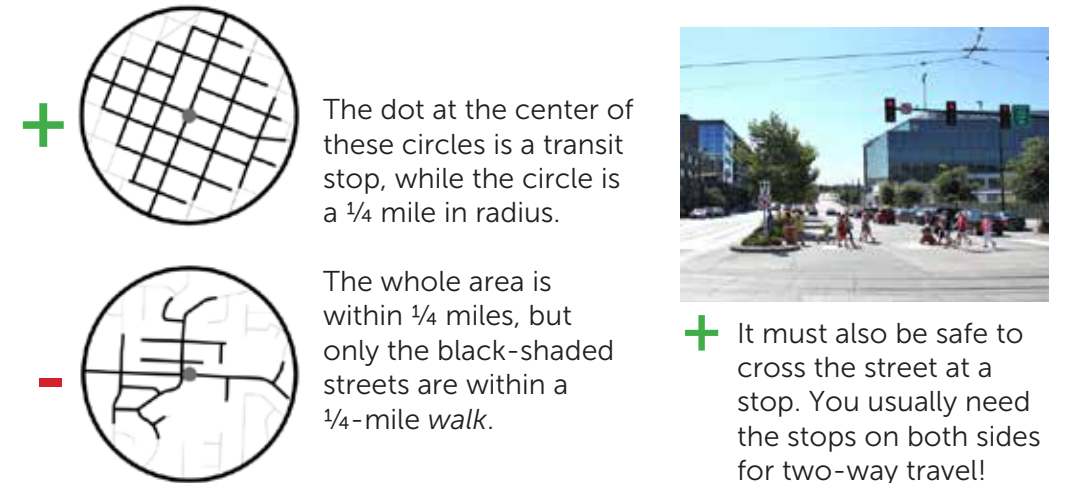 The dot at the center of
these circles is a transit
stop, while the circle is
a ¼ mile in radius.
The whole area is
within ¼ miles, but
only the black-shaded
streets are within a
¼-mile walk.
It must also be safe to
cross the street at a
stop. You usually need
the stops on both sides
for two-way travel!